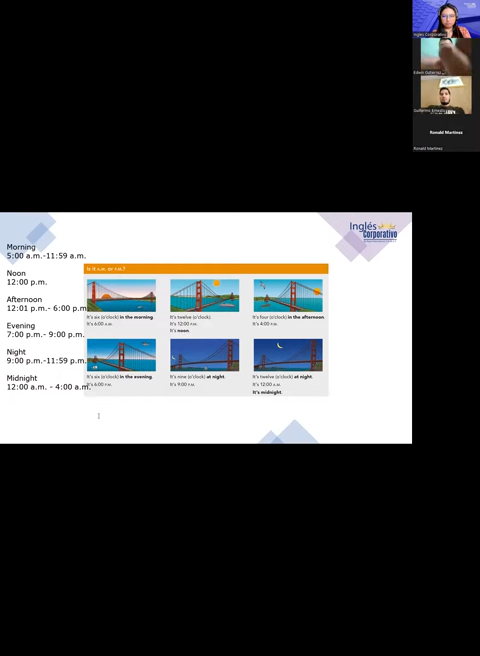 Inglés Corporativo
Edwin Gutierrez
Guillermo
Ronald Martinez
Ronald Martinez
Inglés
Corporativo
Morning
5:00 a.m.-11:59 a.m.
Noon
12:00 p.m.
Afternoon
12:01 p.m.- 6:00 p.m.
Evening
7:00 p.m.- 9:00 p.m.
Night
9:00 p.m.-11:59 p.m.
Midnight
12:00 a.m. - 4:00 a.m.
Is it A.M. or P.M.?
It's six (o'clock) in the morning.
It's 6:00 A.M.
It's twelve (o'clock).
It's 12:00 P.M.
It's noon.
It's four (o'clock) in the afternoon.
It's 4:00 P.M.
It's six (o'clock) in the evening.
It's 6:00 P.M.
It's nine (o'clock) at night.
It's 9:00 P.M.
It's twelve (o'clock) at night.
It's 12:00 A.M.
It's midnight.